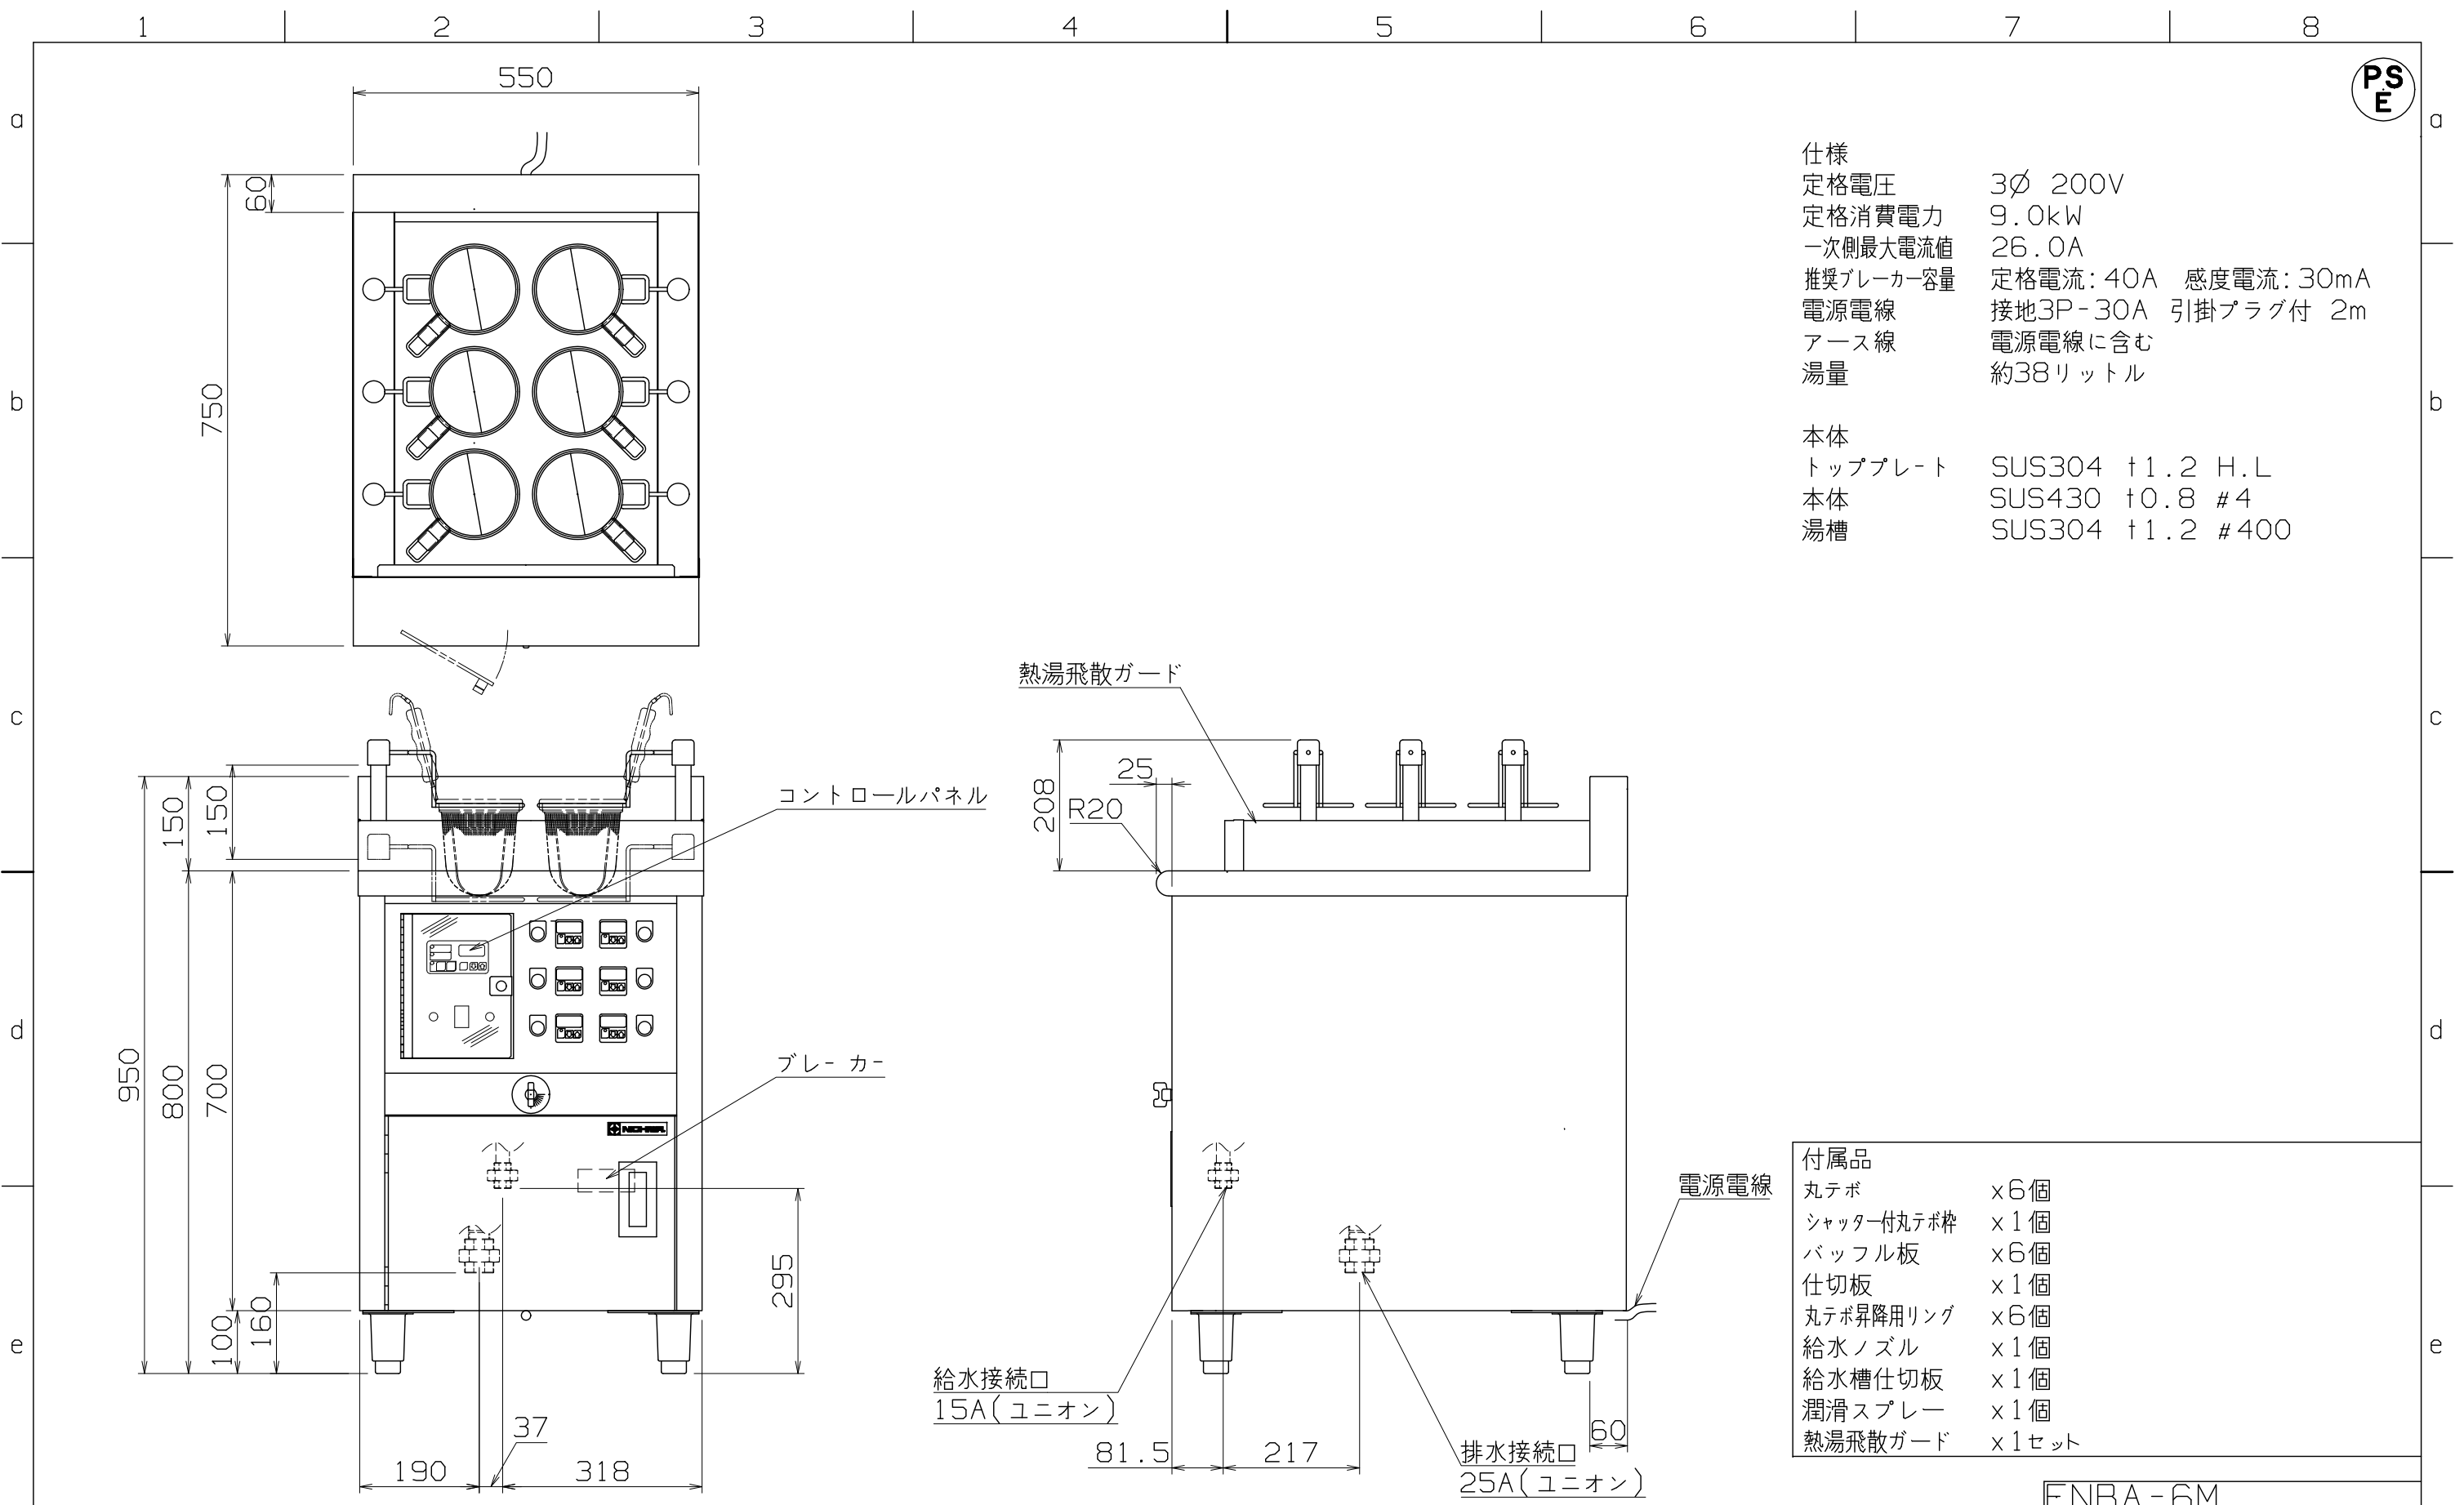 1 2 3 4 5 6 7 8
PS
E
a
a
b
b
c
c
d
d
e
e
550
60
750
仕様
定格電圧 3∅ 200V
定格消費電力 9.0kW
一次側最大電流値 26.0A
推奨ブレーカー容量 定格電流:40A 感度電流:30mA
電源電線 接地3P-30A 引掛プラグ付 2m
アース線 電源電線に含む
湯量 約38リットル
本体
トッププレート SUS304 t1.2 H.L
本体 SUS430 t0.8 #4
湯槽 SUS304 t1.2 #400
コントロールパネル
ブレーカー
150
150
950
800
700
100
160
295
190
37
318
熱湯飛散ガード
208
25
R20
電源電線
給水接続口
15A(ユニオン)
排水接続口
25A(ユニオン)
81.5
217
60
付属品
丸テボ x6個
シャッター付丸テボ枠 x1個
バッフル板 x6個
仕切板 x1個
丸テボ昇降用リング x6個
給水ノズル x1個
給水槽仕切板 x1個
潤滑スプレー x1個
熱湯飛散ガード x1セット
ENBA-6M